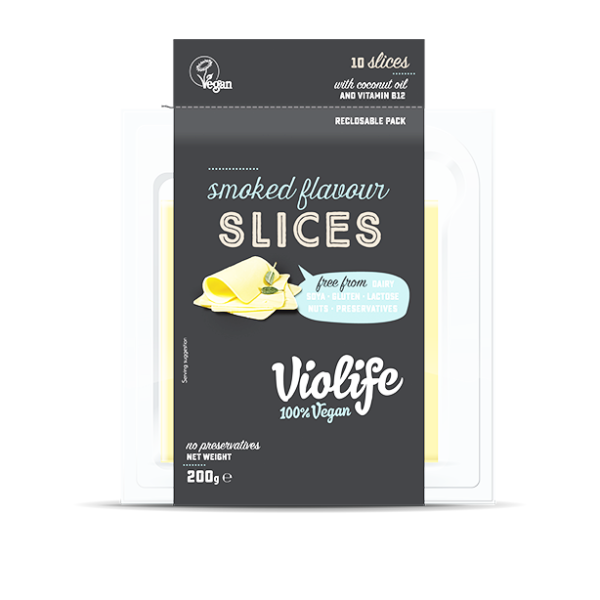 Vegan
10 slices
with coconut oil
AND VITAMIN B12
RECLOSABLE PACK
smoked flavour
SLICES
free from DAIRY
SOYA · GLUTEN · LACTOSE
NUTS · PRESERVATIVES
Serving suggestion
Violife
100% Vegan
no preservatives
NET WEIGHT
200g ℮